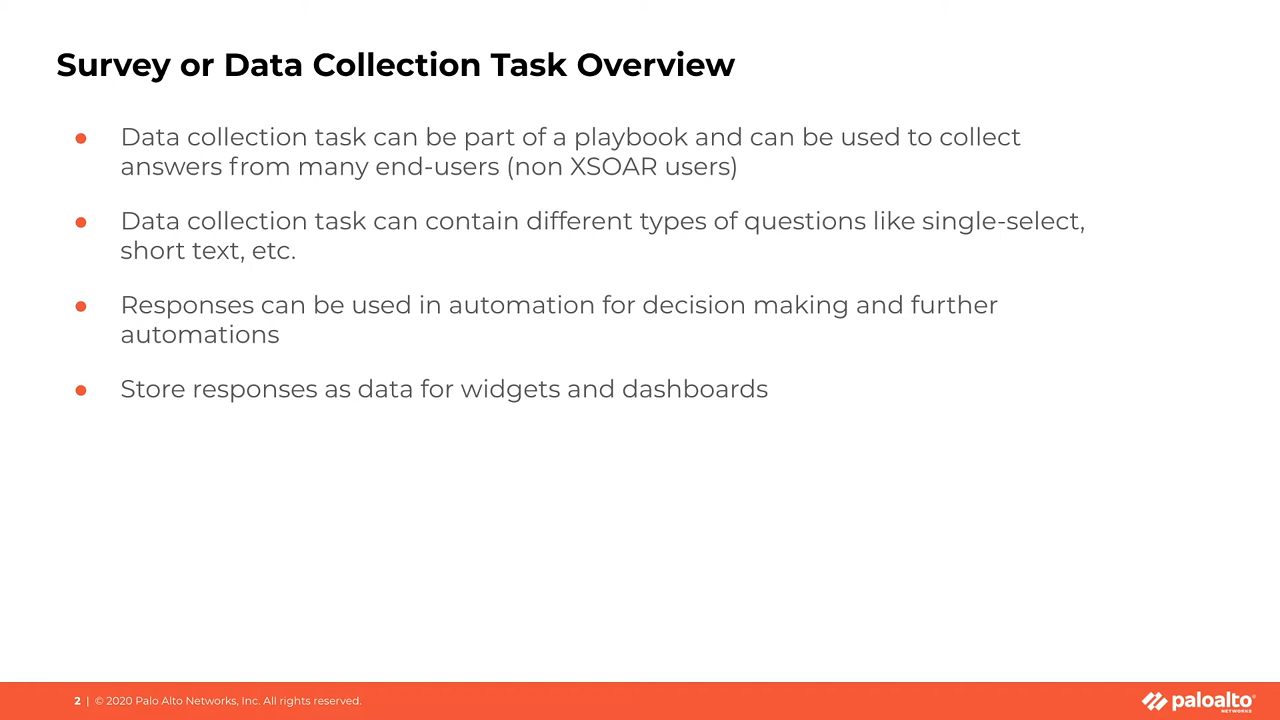 Survey or Data Collection Task Overview
● Data collection task can be part of a playbook and can be used to collect
answers from many end-users (non XSOAR users)
● Data collection task can contain different types of questions like single-select,
short text, etc.
● Responses can be used in automation for decision making and further
automations
● Store responses as data for widgets and dashboards
2 | © 2020 Palo Alto Networks, Inc. All rights reserved.
paloalto®
NETWORKS